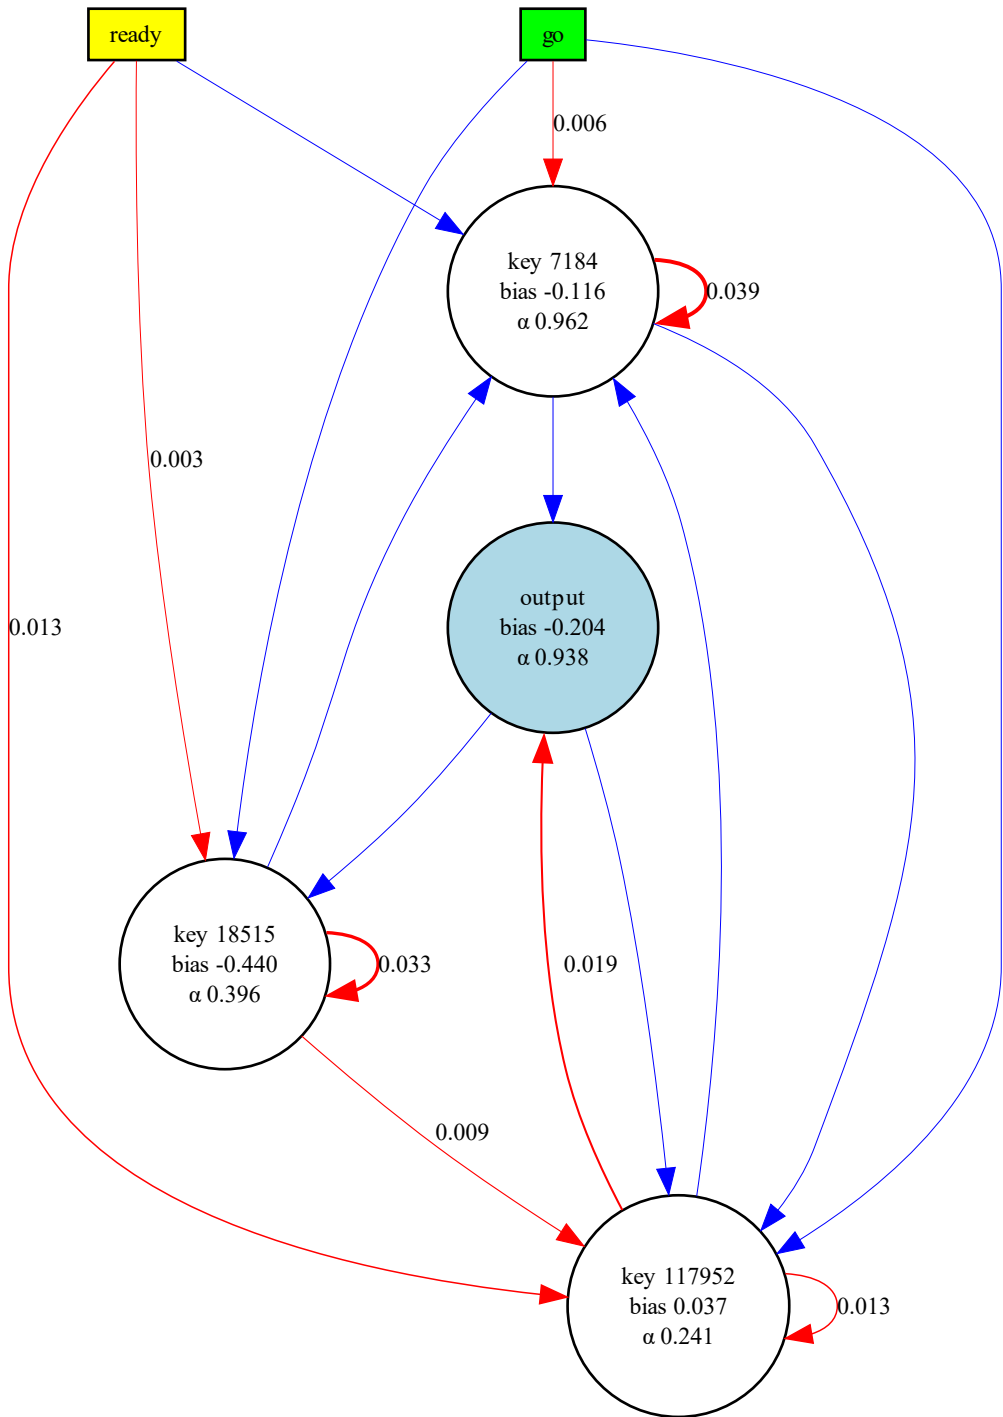 ready
go
0.006
key 7184
bias -0.116
α 0.962
0.039
0.003
output
bias -0.204
α 0.938
0.013
key 18515
bias -0.440
α 0.396
0.033
0.019
0.009
key 117952
bias 0.037
α 0.241
0.013